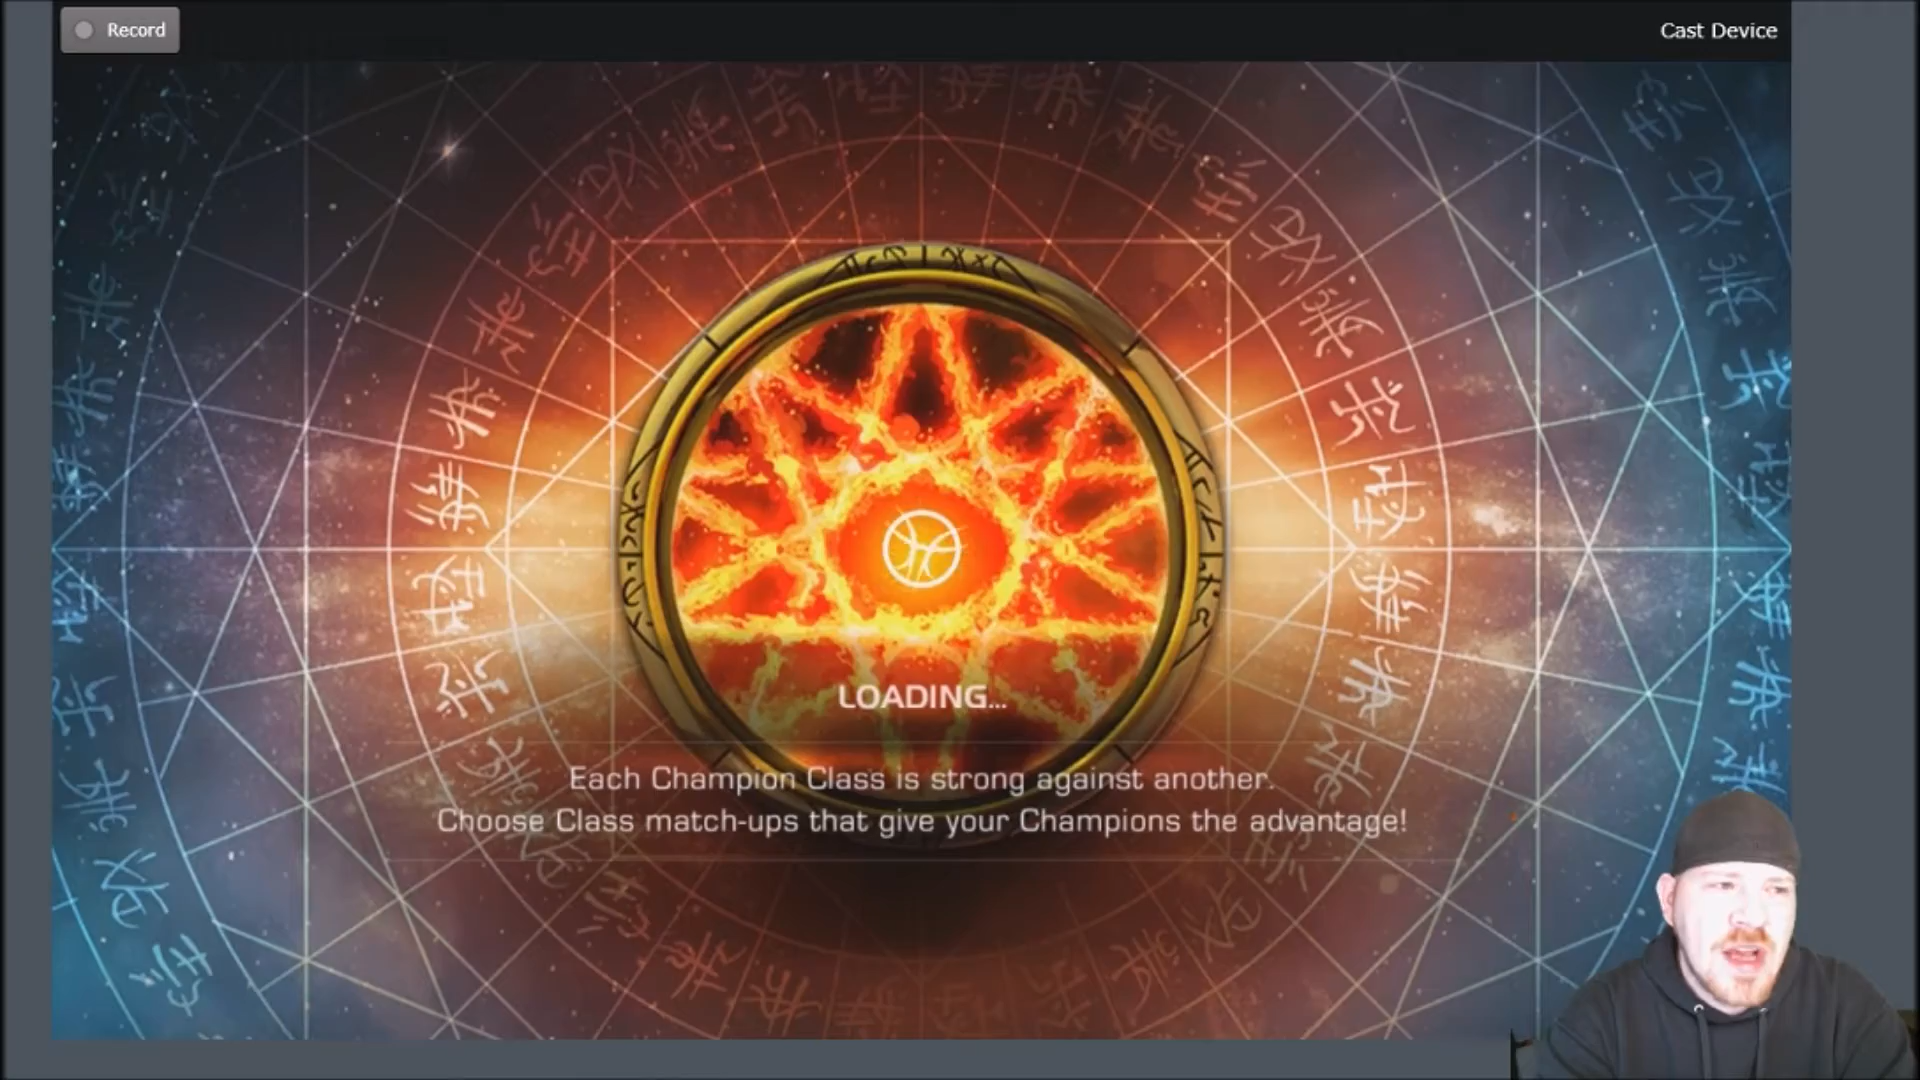 Record
Cast Device
LOADING...
Each Champion Class is strong against another.
Choose Class match-ups that give your Champions the advantage!